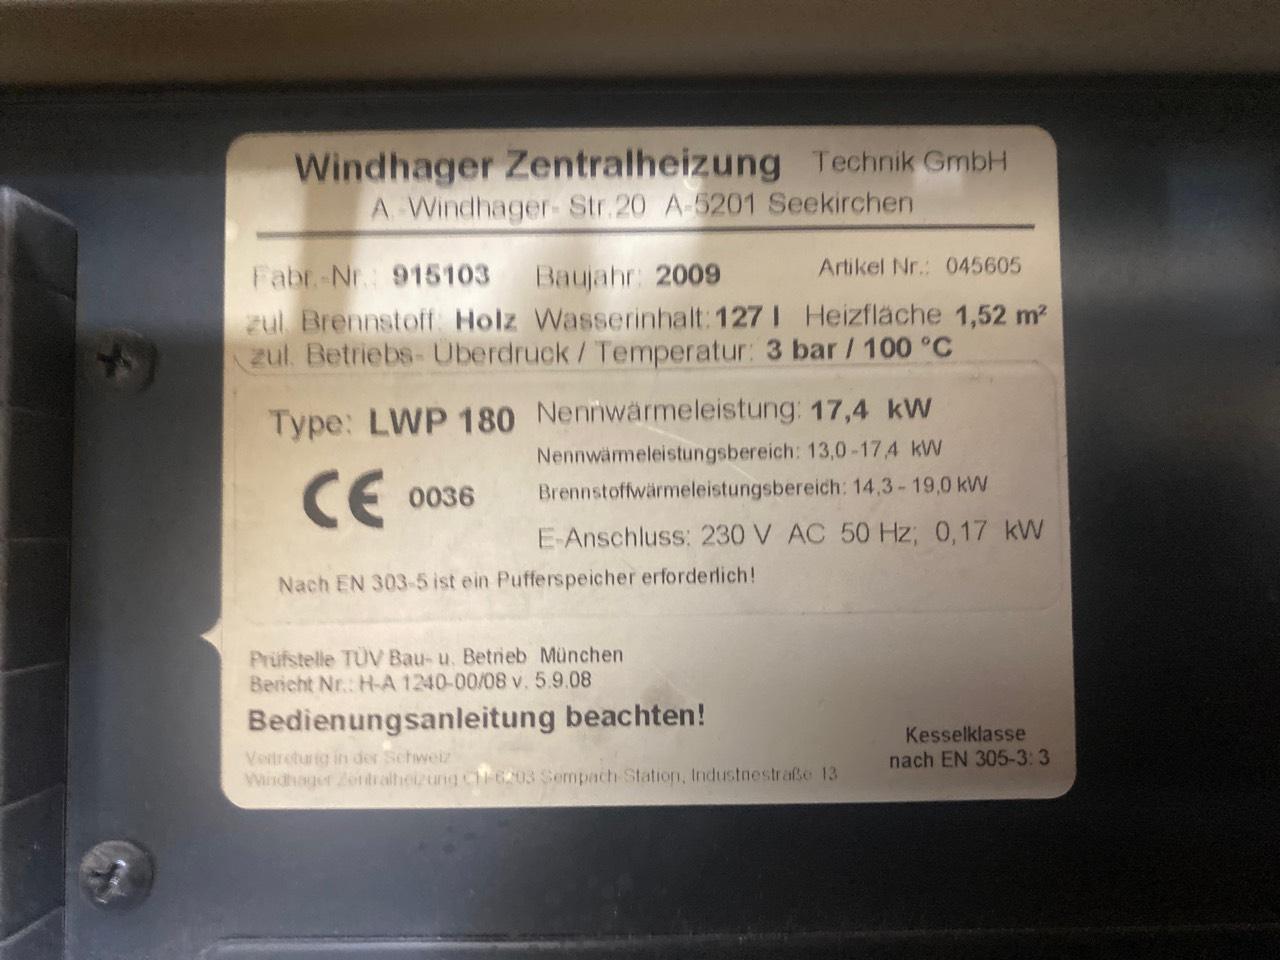 Windhager Zentralheizung Technik GmbH
A.-Windhager- Str.20 A-5201 Seekirchen
Fabr.-Nr.: 915103 Baujahr: 2009 Artikel Nr.: 045605
zul. Brennstoff: Holz Wasserinhalt: 127 l Heizfläche 1,52 m²
zul. Betriebs- Überdruck / Temperatur: 3 bar / 100 °C
Type: LWP 180 Nennwärmeleistung: 17,4 kW
Nennwärmeleistungsbereich: 13,0-17,4 kW
CE 0036 Brennstoffwärmeleistungsbereich: 14,3 - 19,0 kW
E-Anschluss: 230 V AC 50 Hz; 0,17 kW
Nach EN 303-5 ist ein Pufferspeicher erforderlich!
Prüfstelle TÜV Bau- u. Betrieb München
Bericht Nr.: H-A 1240-00/08 v. 5.9.08
Bedienungsanleitung beachten!
Kesselklasse
nach EN 305-3: 3
Vertretung in der Schweiz
Windhager Zentralheizung CH-6203 Sempach-Station, Industriestraße 13